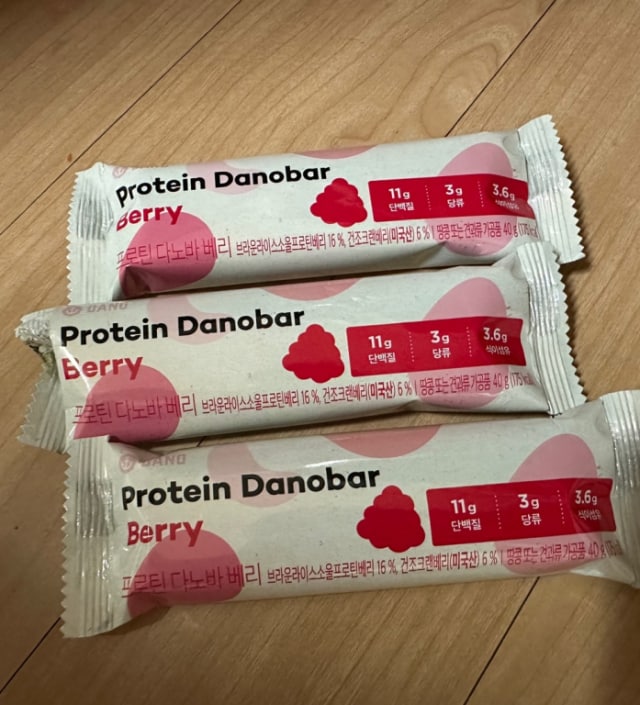 Protein Danobar
Berry
11g 3g 3.6g
단백질 당류 식이섬유
프로틴 다노바 베리 브라운라이스소울프로틴베리 16 %, 건조크랜베리(미국산) 6 % | 땅콩 또는 견과류 가공품 40 g (175
DANO
Protein Danobar
Berry
11g 3g 3.6g
단백질 당류 식이섬유
프로틴 다노바 베리 브라운라이스소울프로틴베리 16 %, 건조크랜베리(미국산) 6 % | 땅콩 또는 견과류 가공품 40 g (175 kc
DANO
Protein Danobar
Berry
11g 3g 3.6g
단백질 당류 식이섬유
프로틴 다노바 베리 브라운라이스소울프로틴베리 16 %, 건조크랜베리(미국산) 6 % | 땅콩 또는 견과류 가공품 40 g